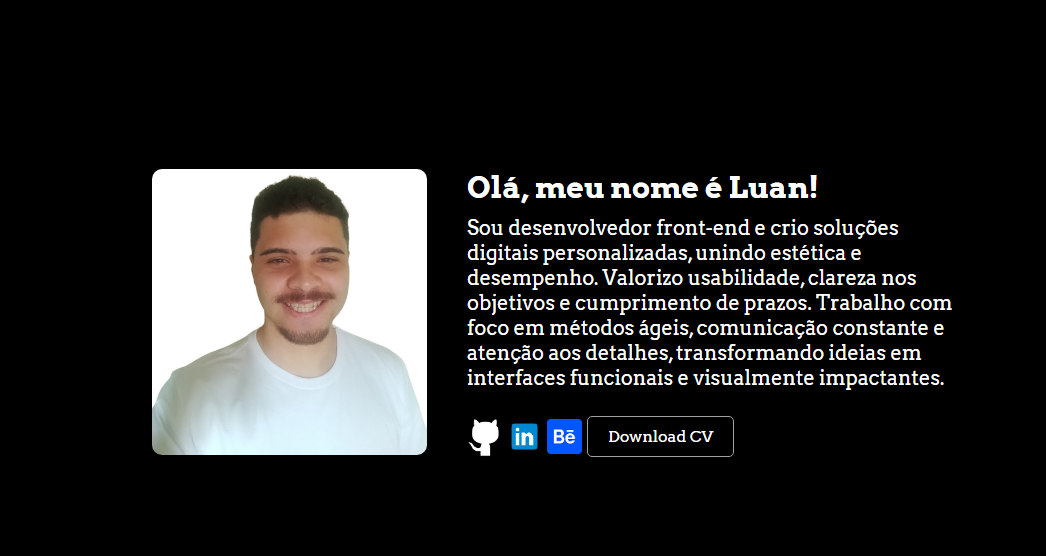 Olá, meu nome é Luan!
Sou desenvolvedor front-end e crio soluções
digitais personalizadas, unindo estética e
desempenho. Valorizo usabilidade, clareza nos
objetivos e cumprimento de prazos. Trabalho com
foco em métodos ágeis, comunicação constante e
atenção aos detalhes, transformando ideias em
interfaces funcionais e visualmente impactantes.
in Bē Download CV